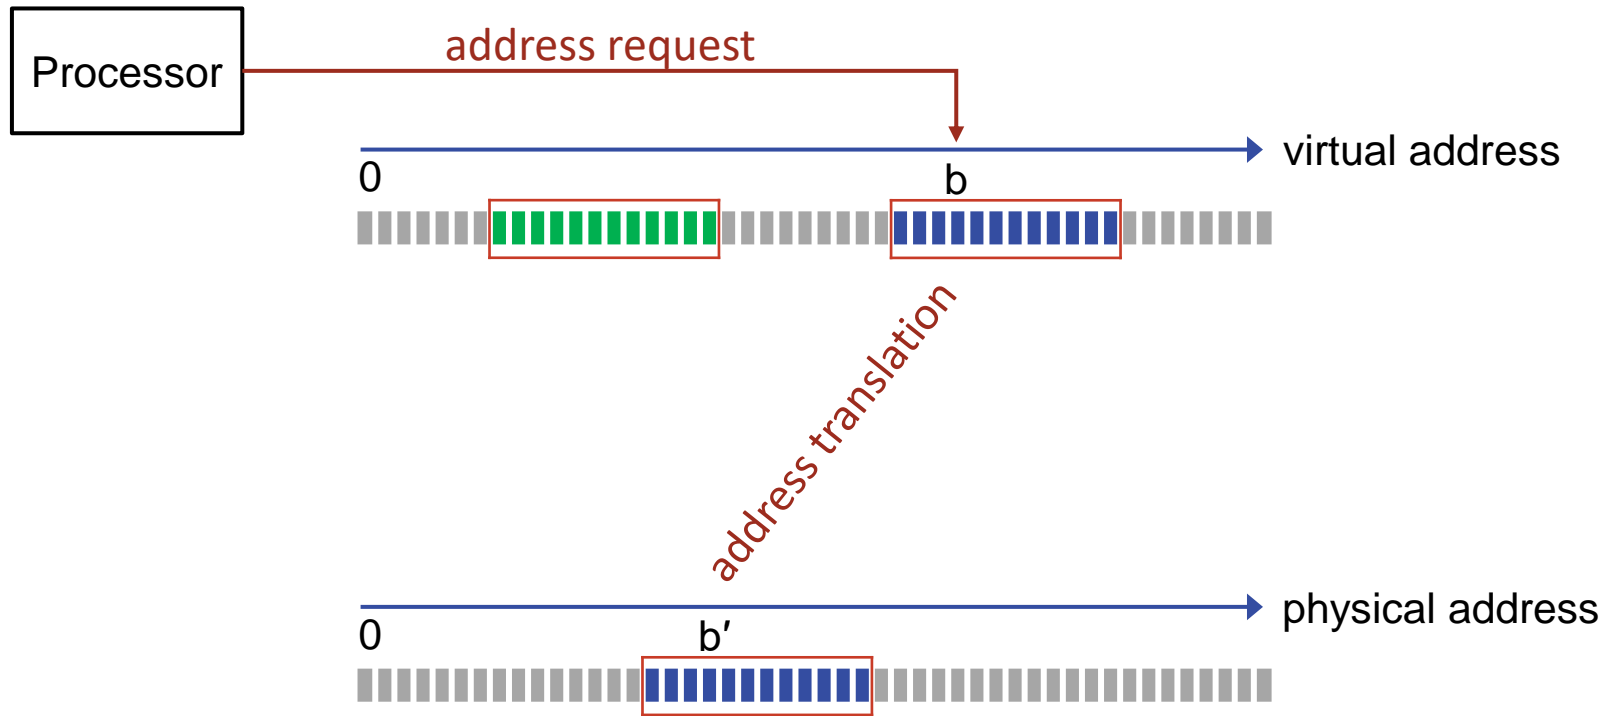 address request
Processor
virtual address
0
b
address translation
physical address
0
b'